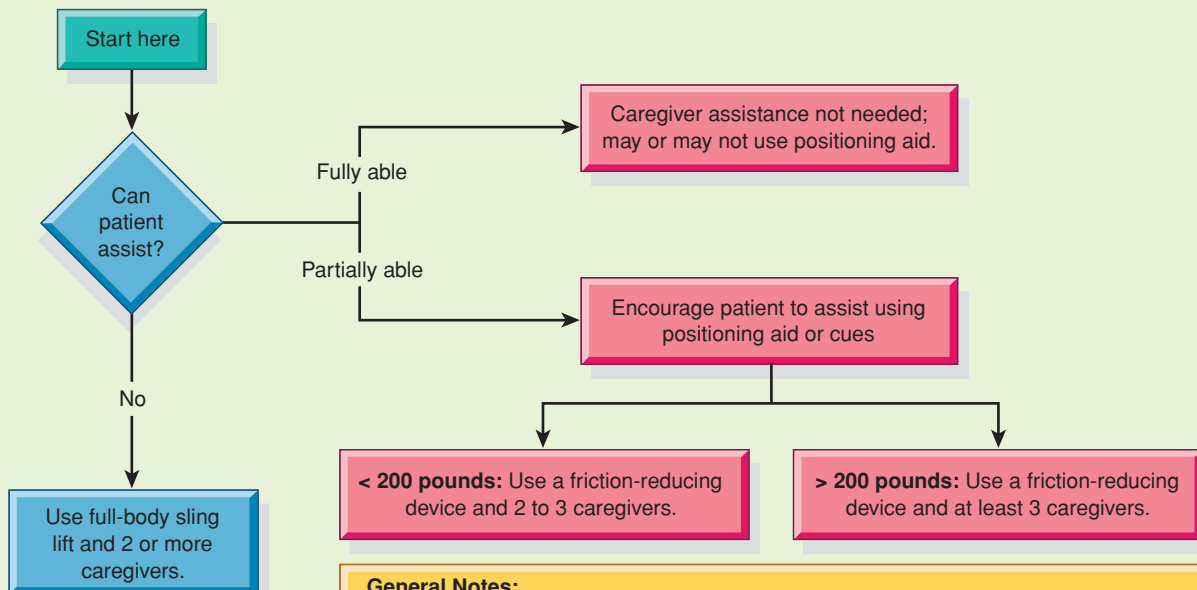 Start here
Can
patient
assist?
Fully able
Caregiver assistance not needed;
may or may not use positioning aid.
Partially able
Encourage patient to assist using
positioning aid or cues
No
Use full-body sling
lift and 2 or more
caregivers.
< 200 pounds: Use a friction-reducing
device and 2 to 3 caregivers.
> 200 pounds: Use a friction-reducing
device and at least 3 caregivers.
General Notes: